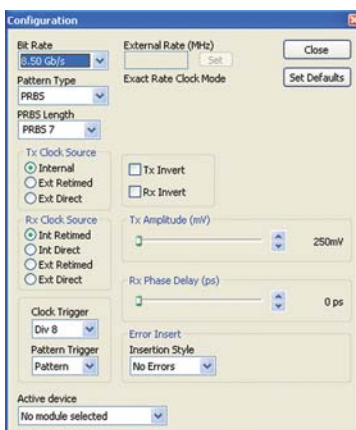 Configuration
Bit Rate
8.50 Gb/s
External Rate (MHz)
Set
Close
Pattern Type
PRBS
Exact Rate Clock Mode
Set Defaults
PRBS Length
PRBS 7
Tx Clock Source
Internal
Ext Retimed
Ext Direct
Tx Invert
Rx Invert
Rx Clock Source
Int Retimed
Int Direct
Ext Retimed
Ext Direct
Tx Amplitude (mV)
250mV
Rx Phase Delay (ps)
0 ps
Clock Trigger
Div 8
Pattern Trigger
Pattern
Error Insert
Insertion Style
No Errors
Active device
No module selected